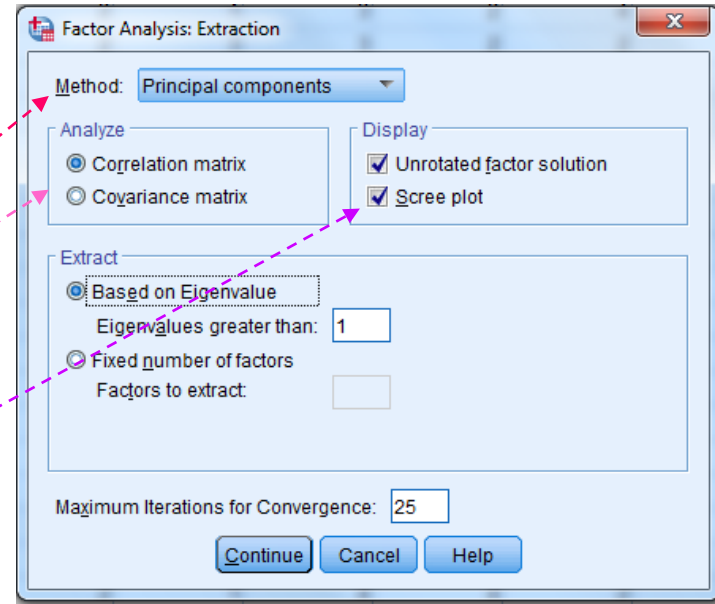 Factor Analysis: Extraction
Method: Principal components
Analyze
Correlation matrix
Covariance matrix
Display
Unrotated factor solution
Scree plot
Extract
Based on Eigenvalue
Eigenvalues greater than: 1
Fixed number of factors
Factors to extract:
Maximum Iterations for Convergence: 25
Continue Cancel Help